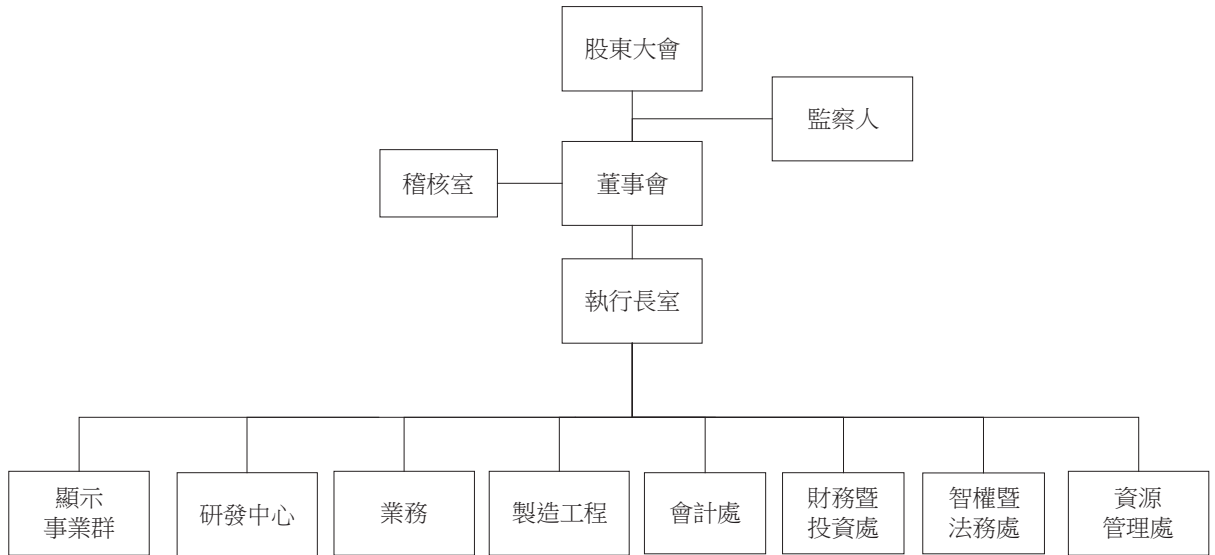 股東大會
監察人
稽核室
董事會
執行長室
顯示
事業群
研發中心
業務
製造工程
會計處
財務暨
投資處
智權暨
法務處
資源
管理處